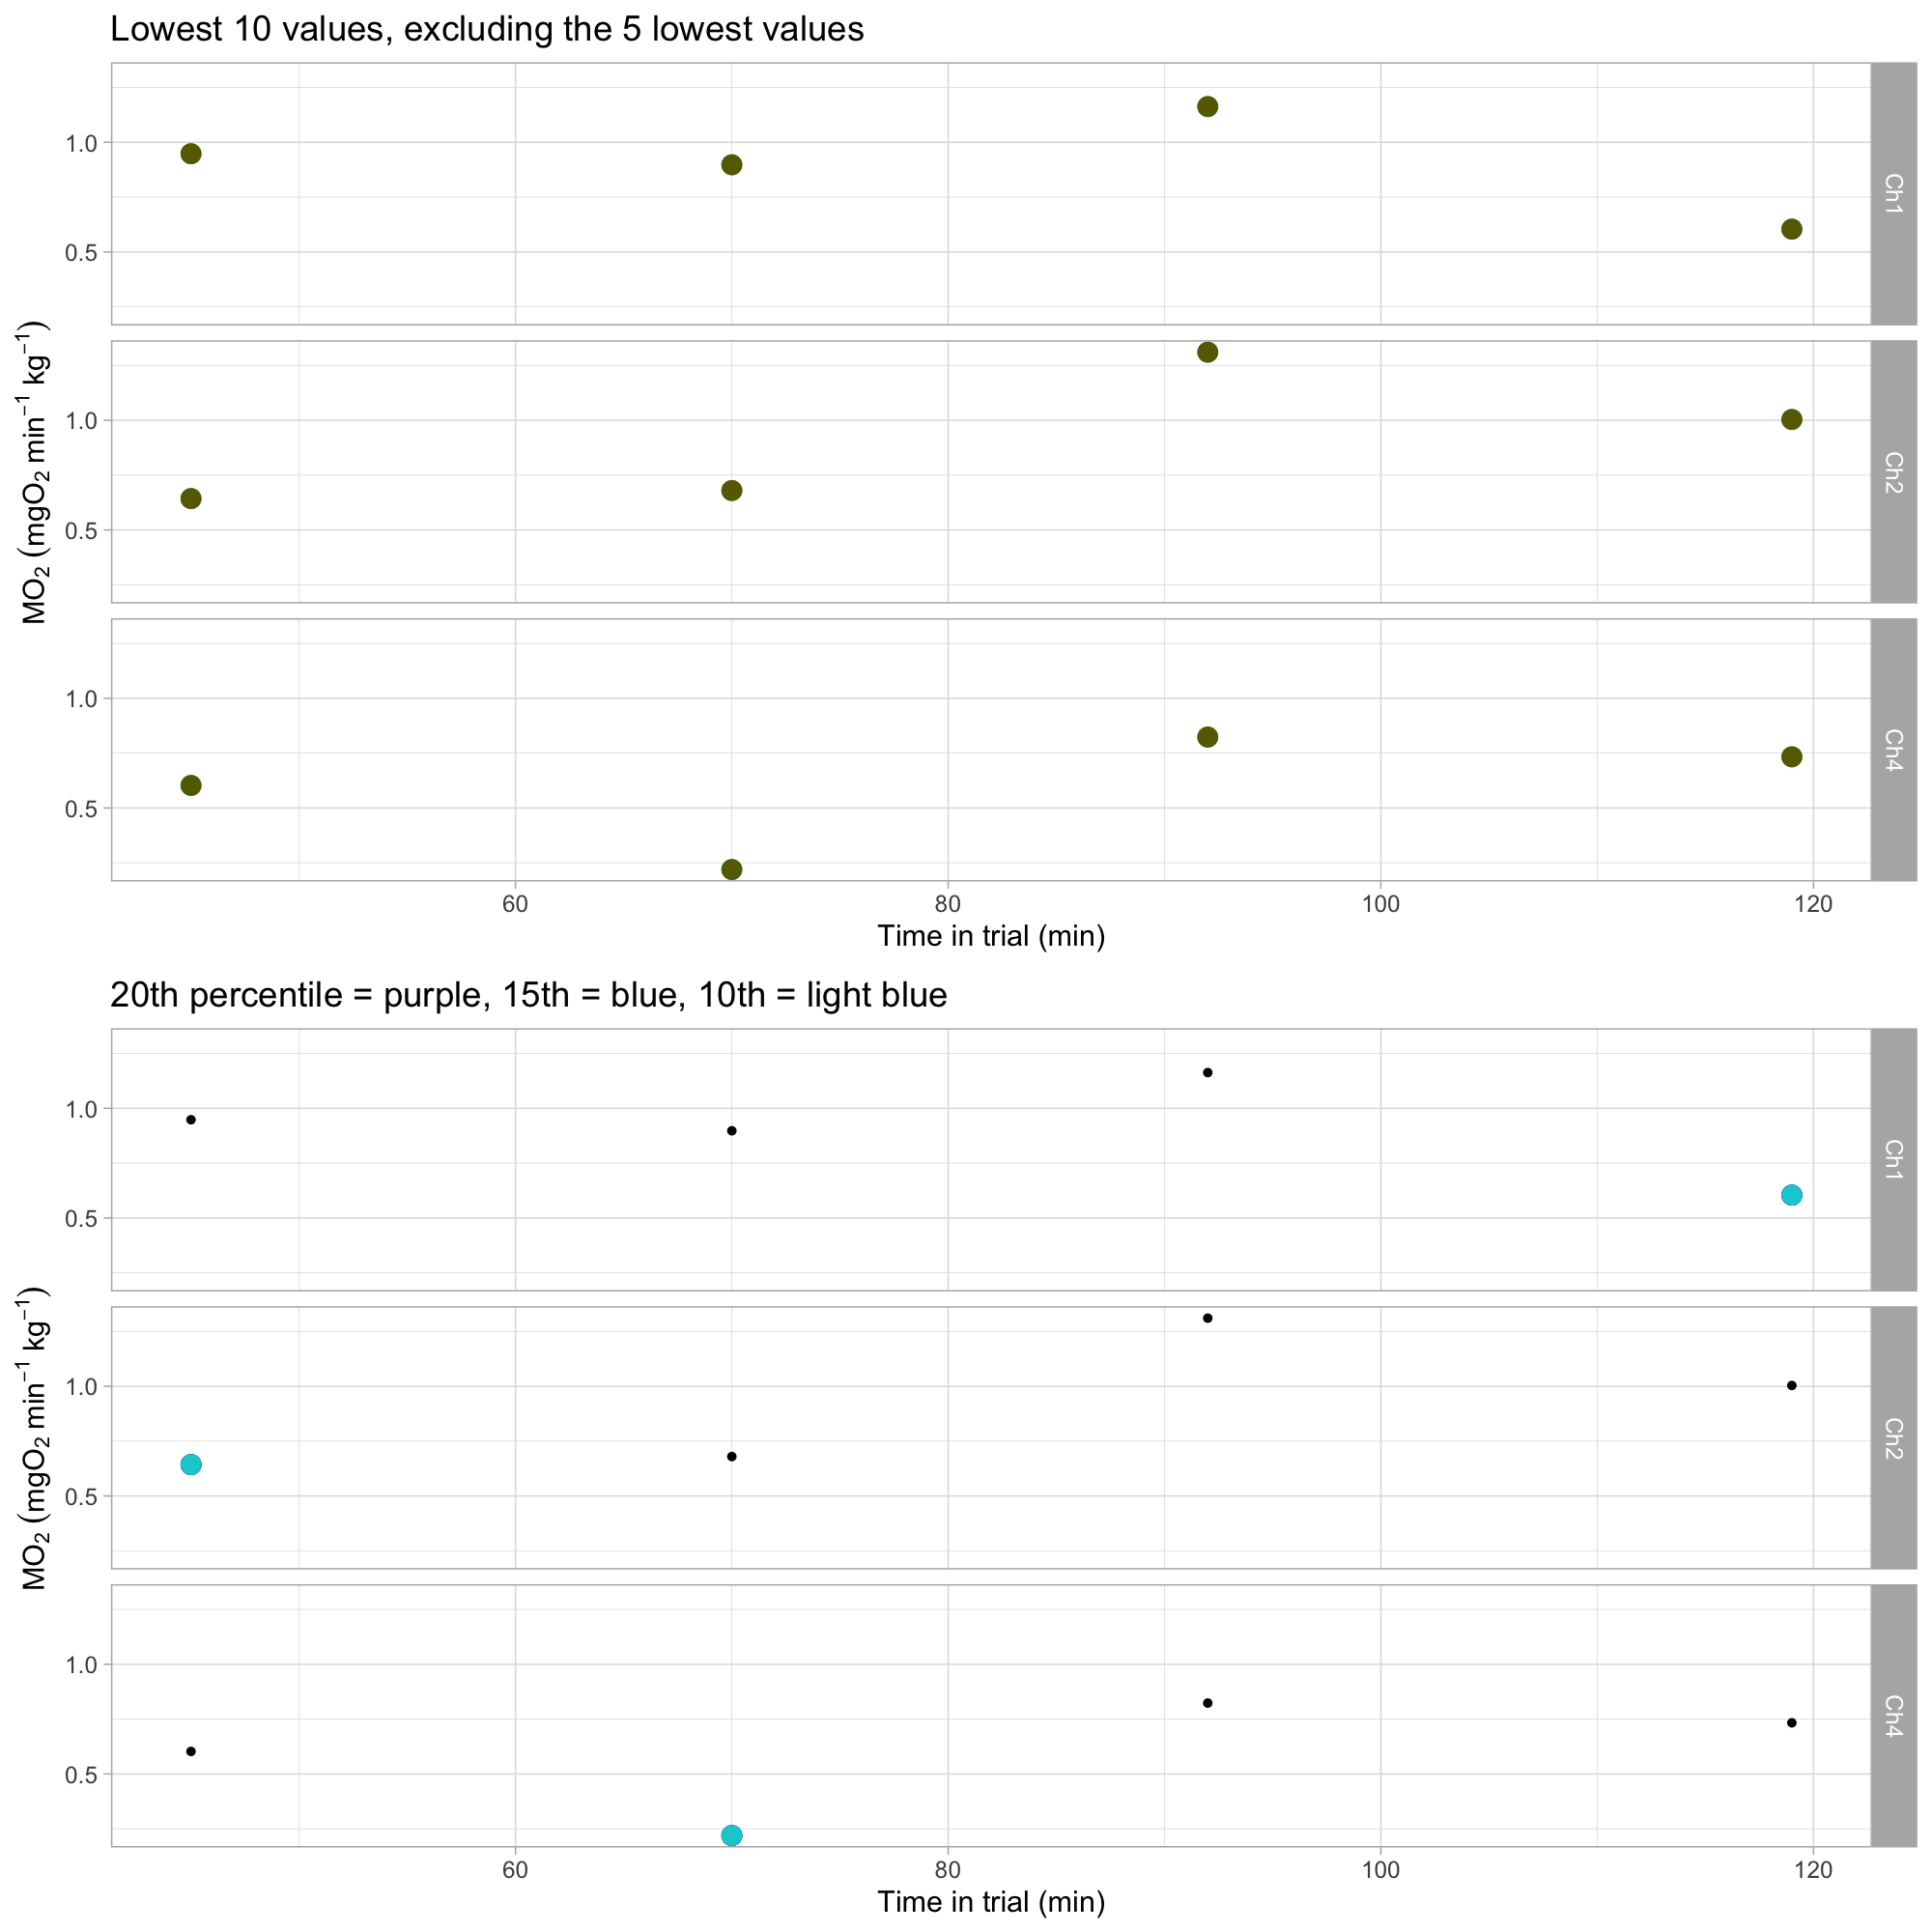 Lowest 10 values, excluding the 5 lowest values
MO₂ (mgO₂ min⁻¹ kg⁻¹)
1.0
0.5
Ch1
1.0
0.5
Ch2
1.0
0.5
Ch4
60 80 100 120
Time in trial (min)
20th percentile = purple, 15th = blue, 10th = light blue
MO₂ (mgO₂ min⁻¹ kg⁻¹)
1.0
0.5
Ch1
1.0
0.5
Ch2
1.0
0.5
Ch4
60 80 100 120
Time in trial (min)